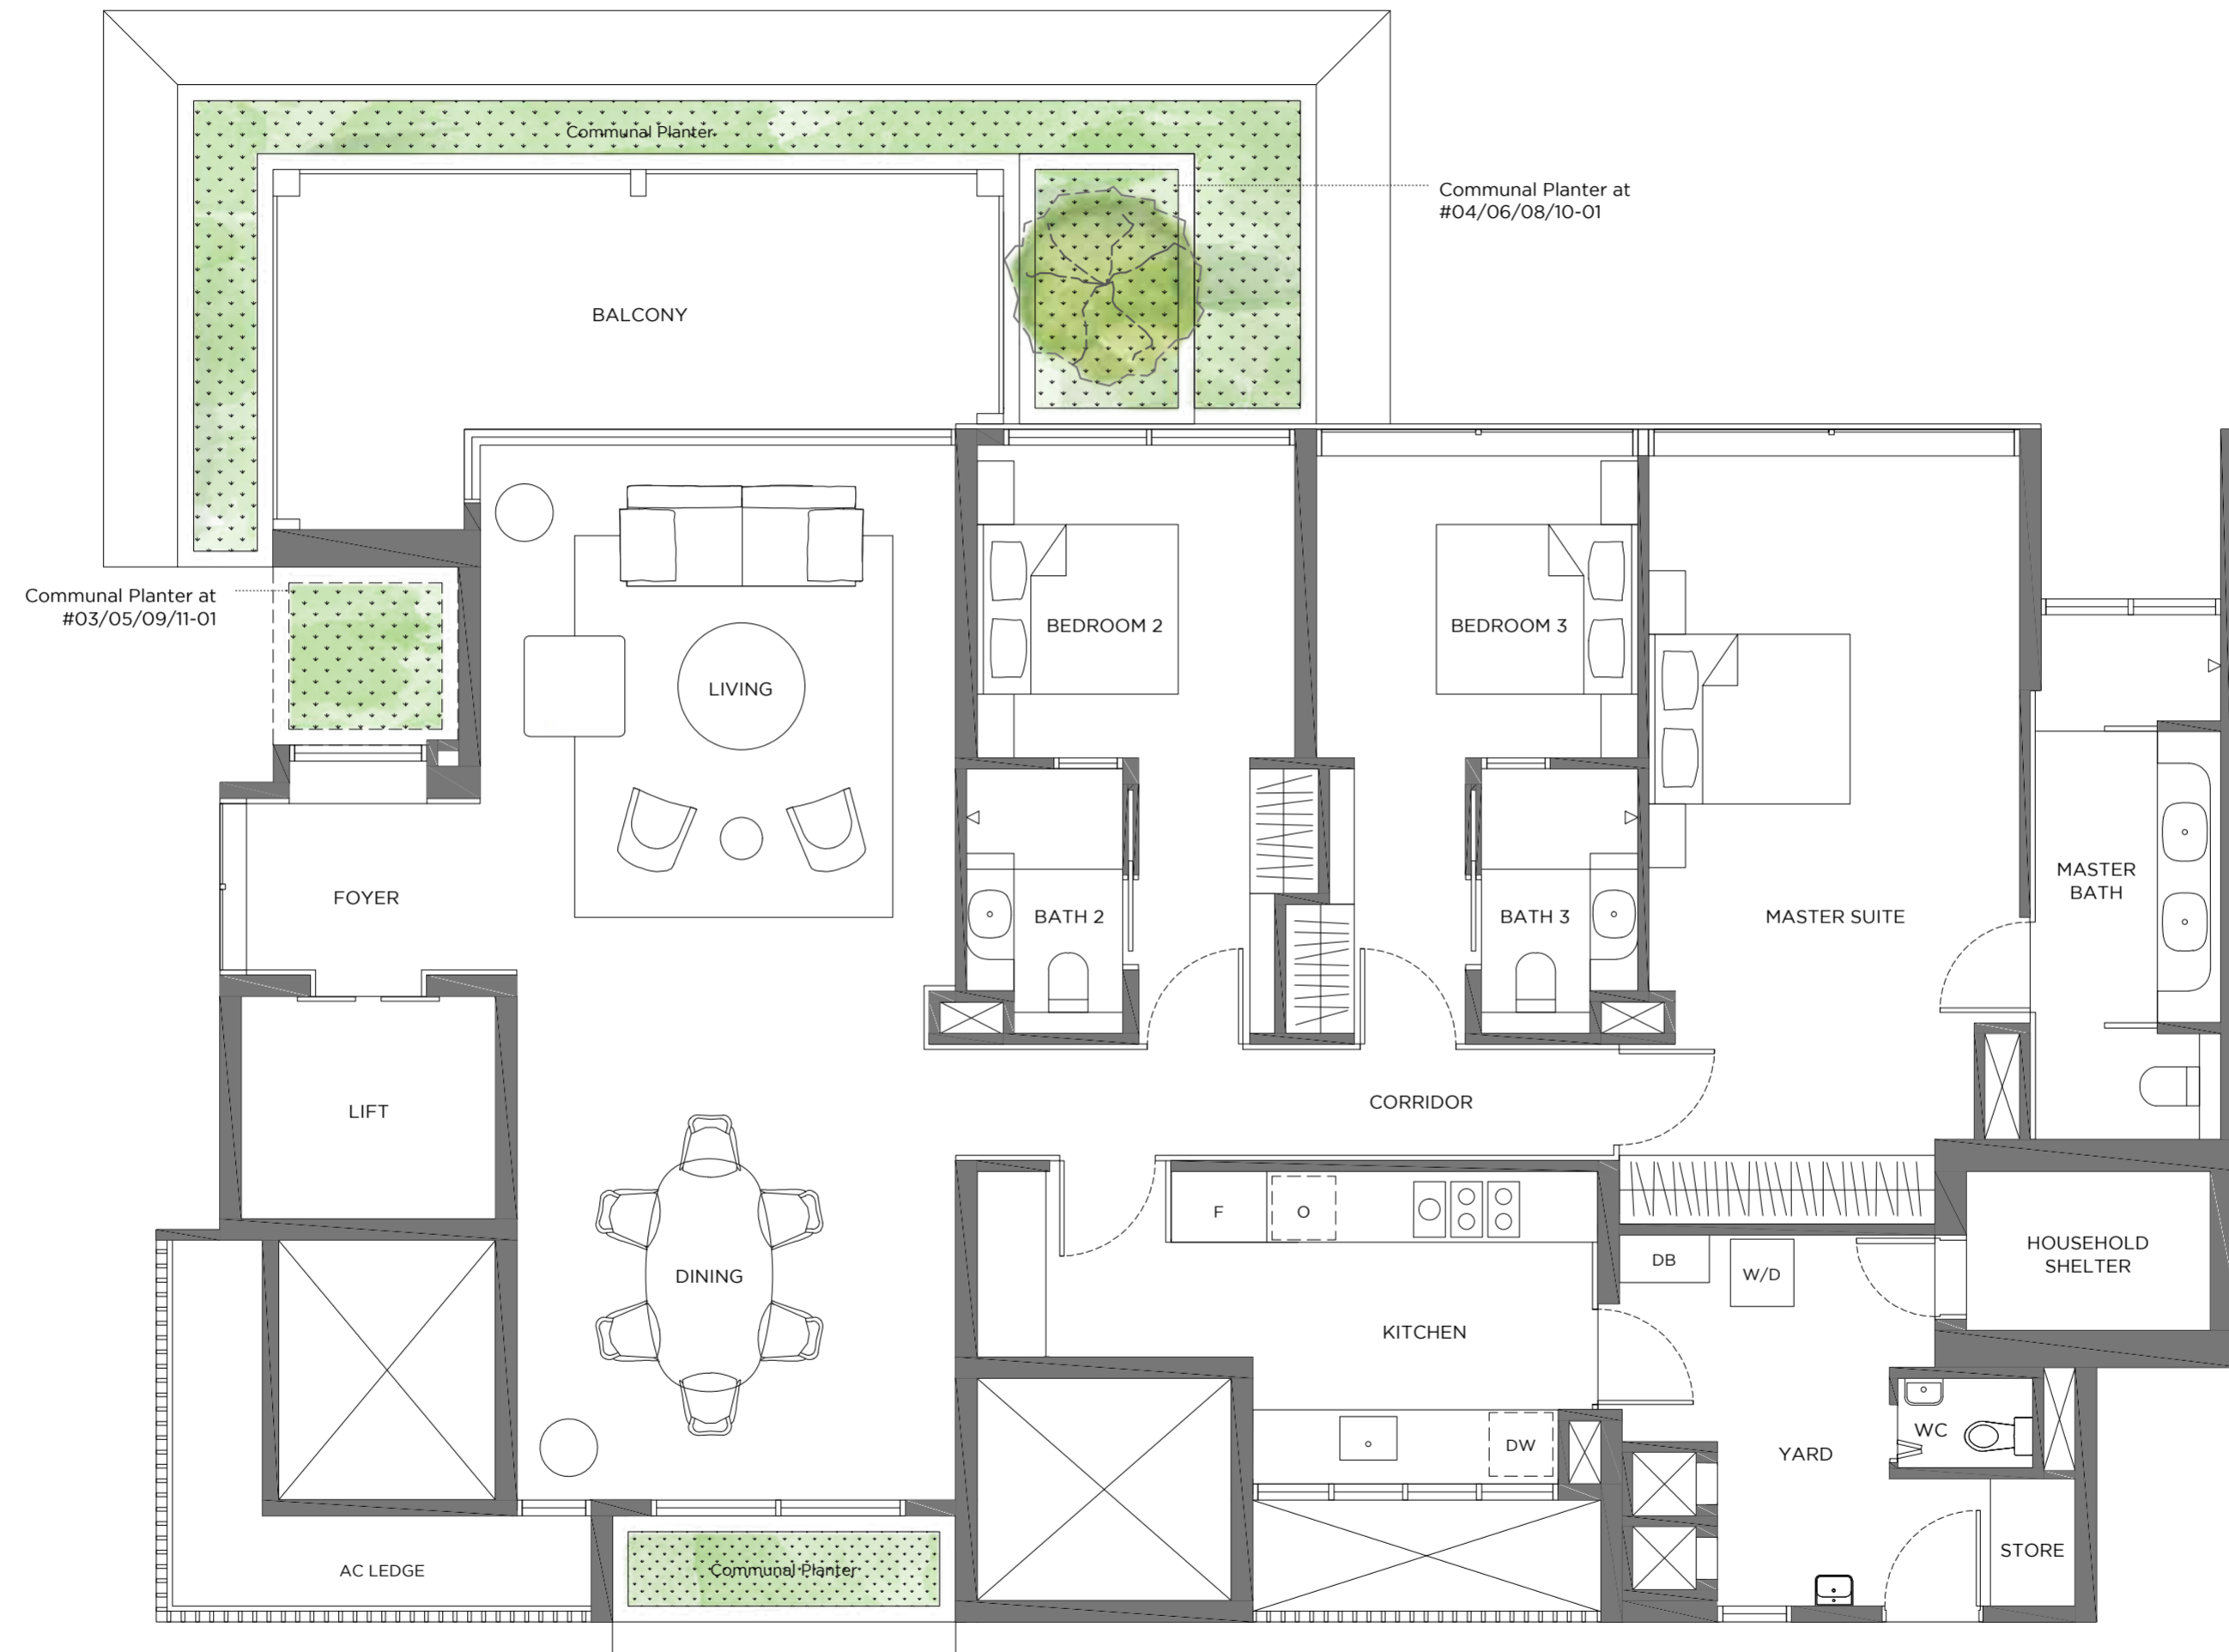 Communal Planter
Communal Planter at
#04/06/08/10-01
BALCONY
Communal Planter at
#03/05/09/11-01
BEDROOM 2
BEDROOM 3
LIVING
FOYER
BATH 2
BATH 3
MASTER SUITE
MASTER
BATH
LIFT
CORRIDOR
F
O
DINING
KITCHEN
DB
W/D
HOUSEHOLD
SHELTER
DW
WC
YARD
AC LEDGE
Communal Planter
STORE